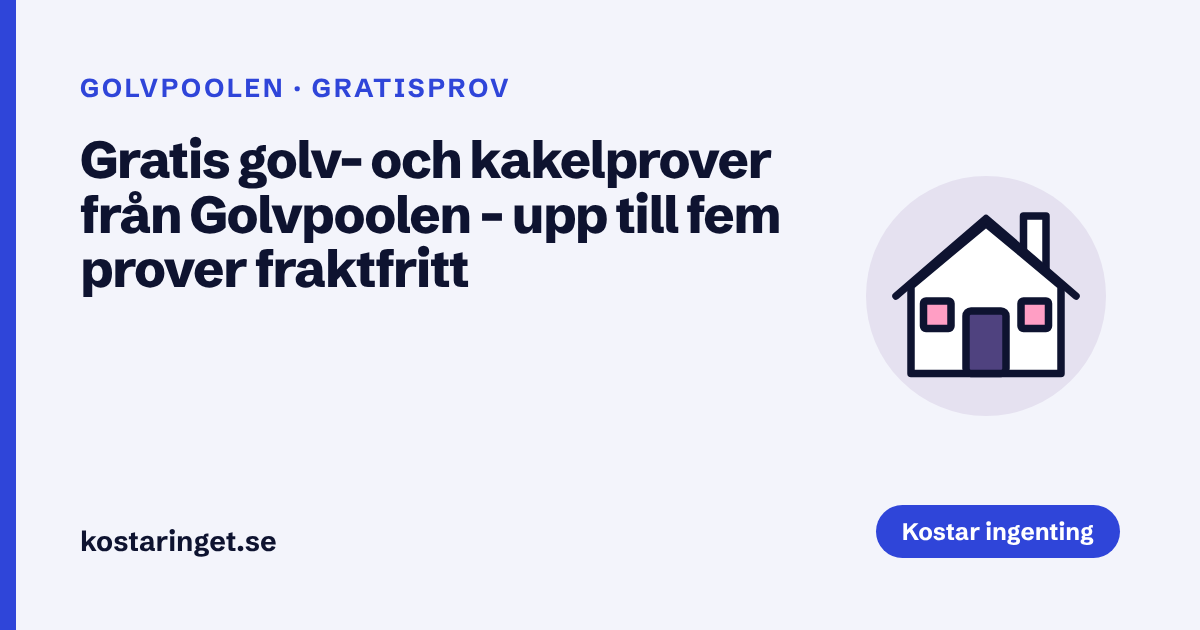 GOLVPOOLEN · GRATISPROV
Gratis golv- och kakelprover
från Golvpoolen - upp till fem
prover fraktfritt
kostaringet.se
Kostar ingenting